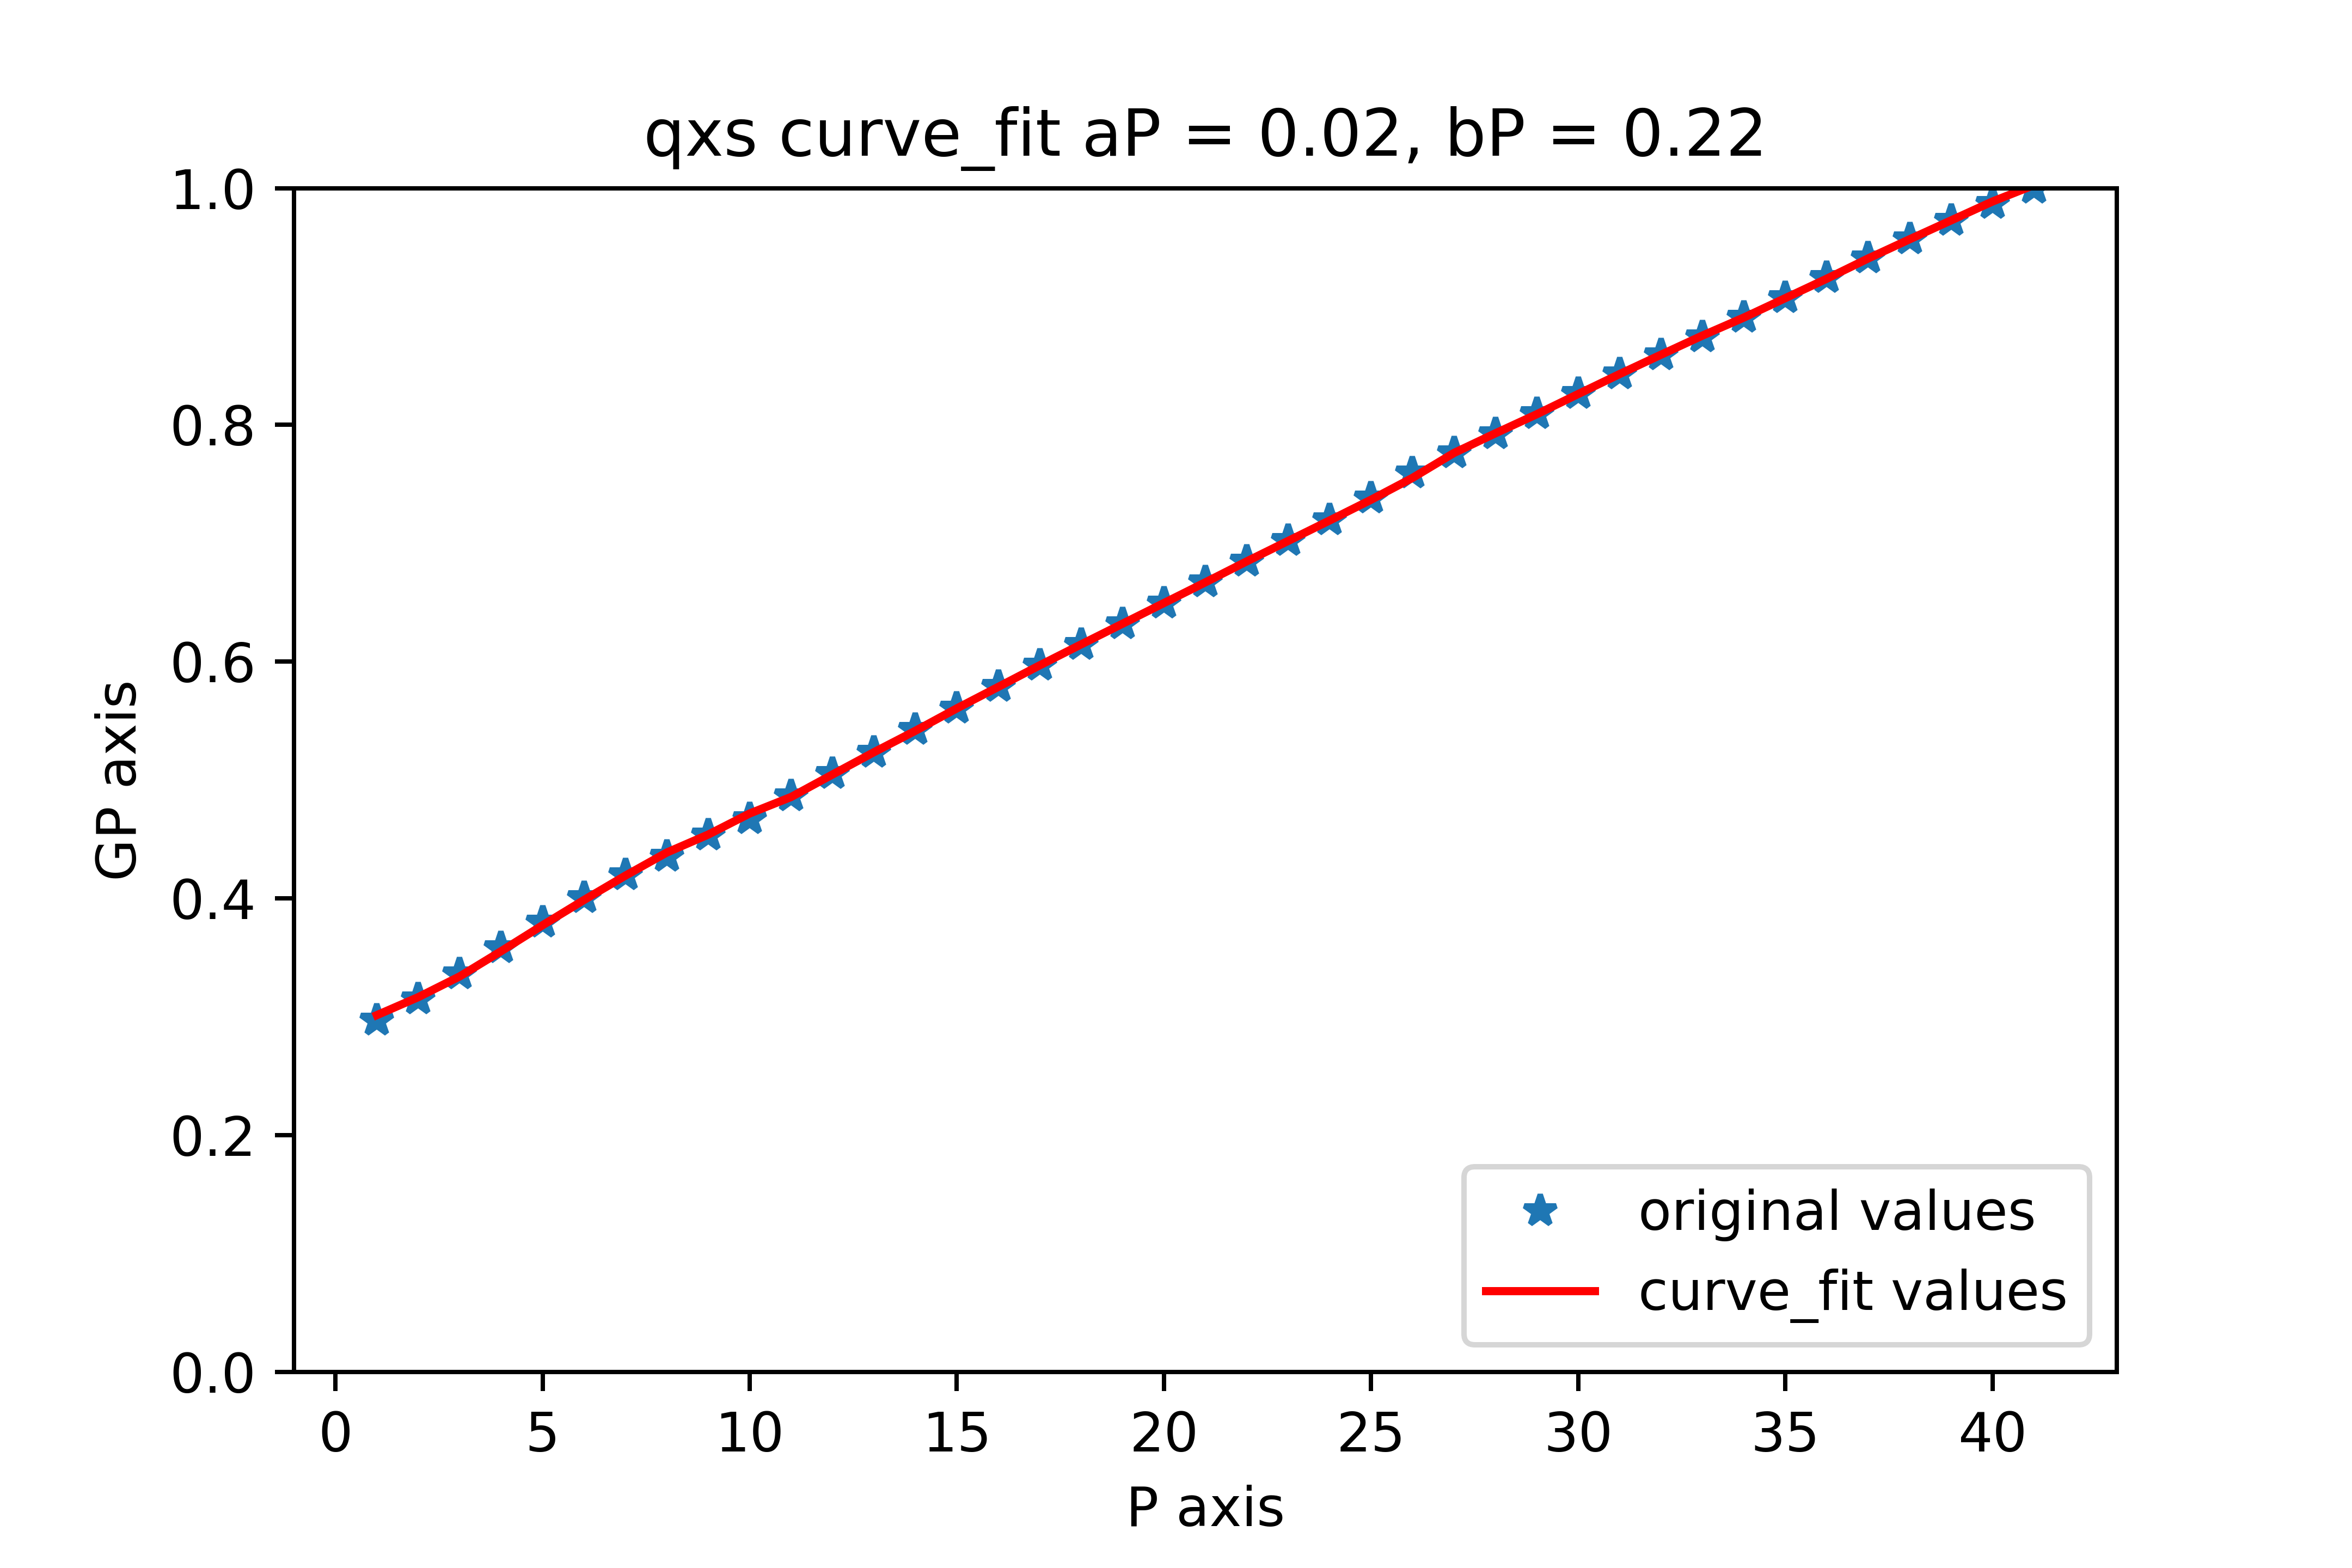 qxs curve_fit aP = 0.02, bP = 0.22
1.0
0.8
0.6
0.4
0.2
0.0
GP axis
original values
curve_fit values
0 5 10 15 20 25 30 35 40
P axis